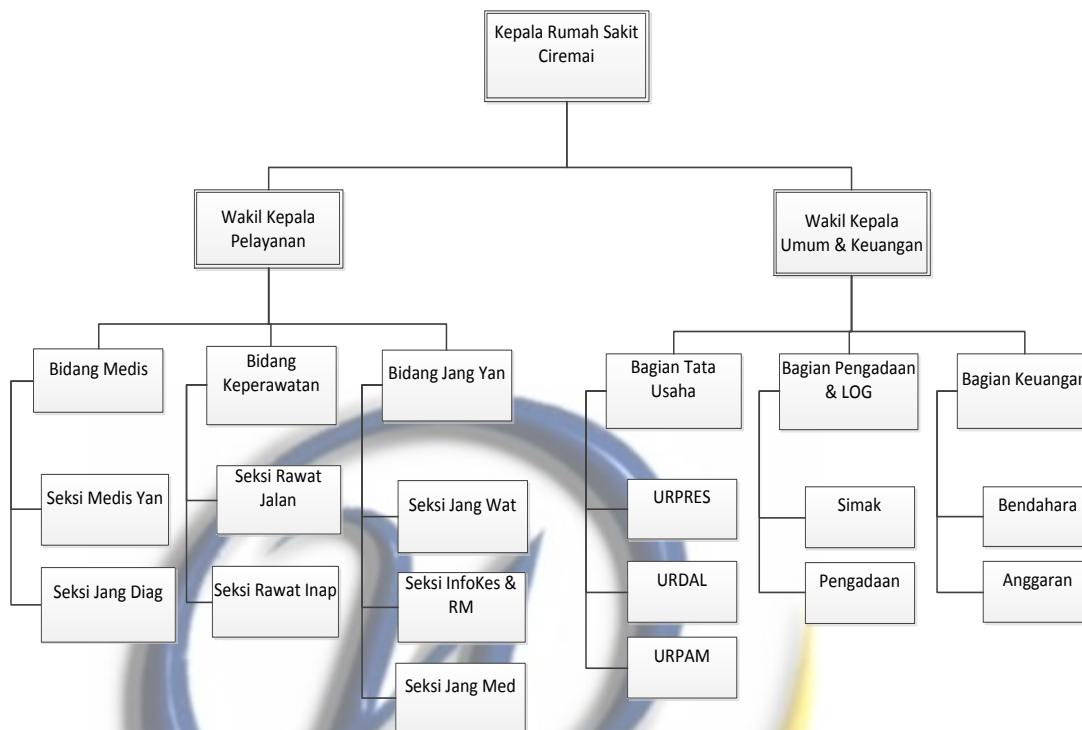 Kepala Rumah Sakit
Ciremai
Wakil Kepala
Pelayanan
Wakil Kepala
Umum & Keuangan
Bidang Medis
Bidang
Keperawatan
Bidang Jang Yan
Bagian Tata
Usaha
Bagian Pengadaan
& LOG
Bagian Keuangan
Seksi Medis Yan
Seksi Jang Diag
Seksi Rawat
Jalan
Seksi Rawat Inap
Seksi Jang Wat
Seksi InfoKes &
RM
Seksi Jang Med
URPRES
URDAL
URPAM
Simak
Pengadaan
Bendahara
Anggaran